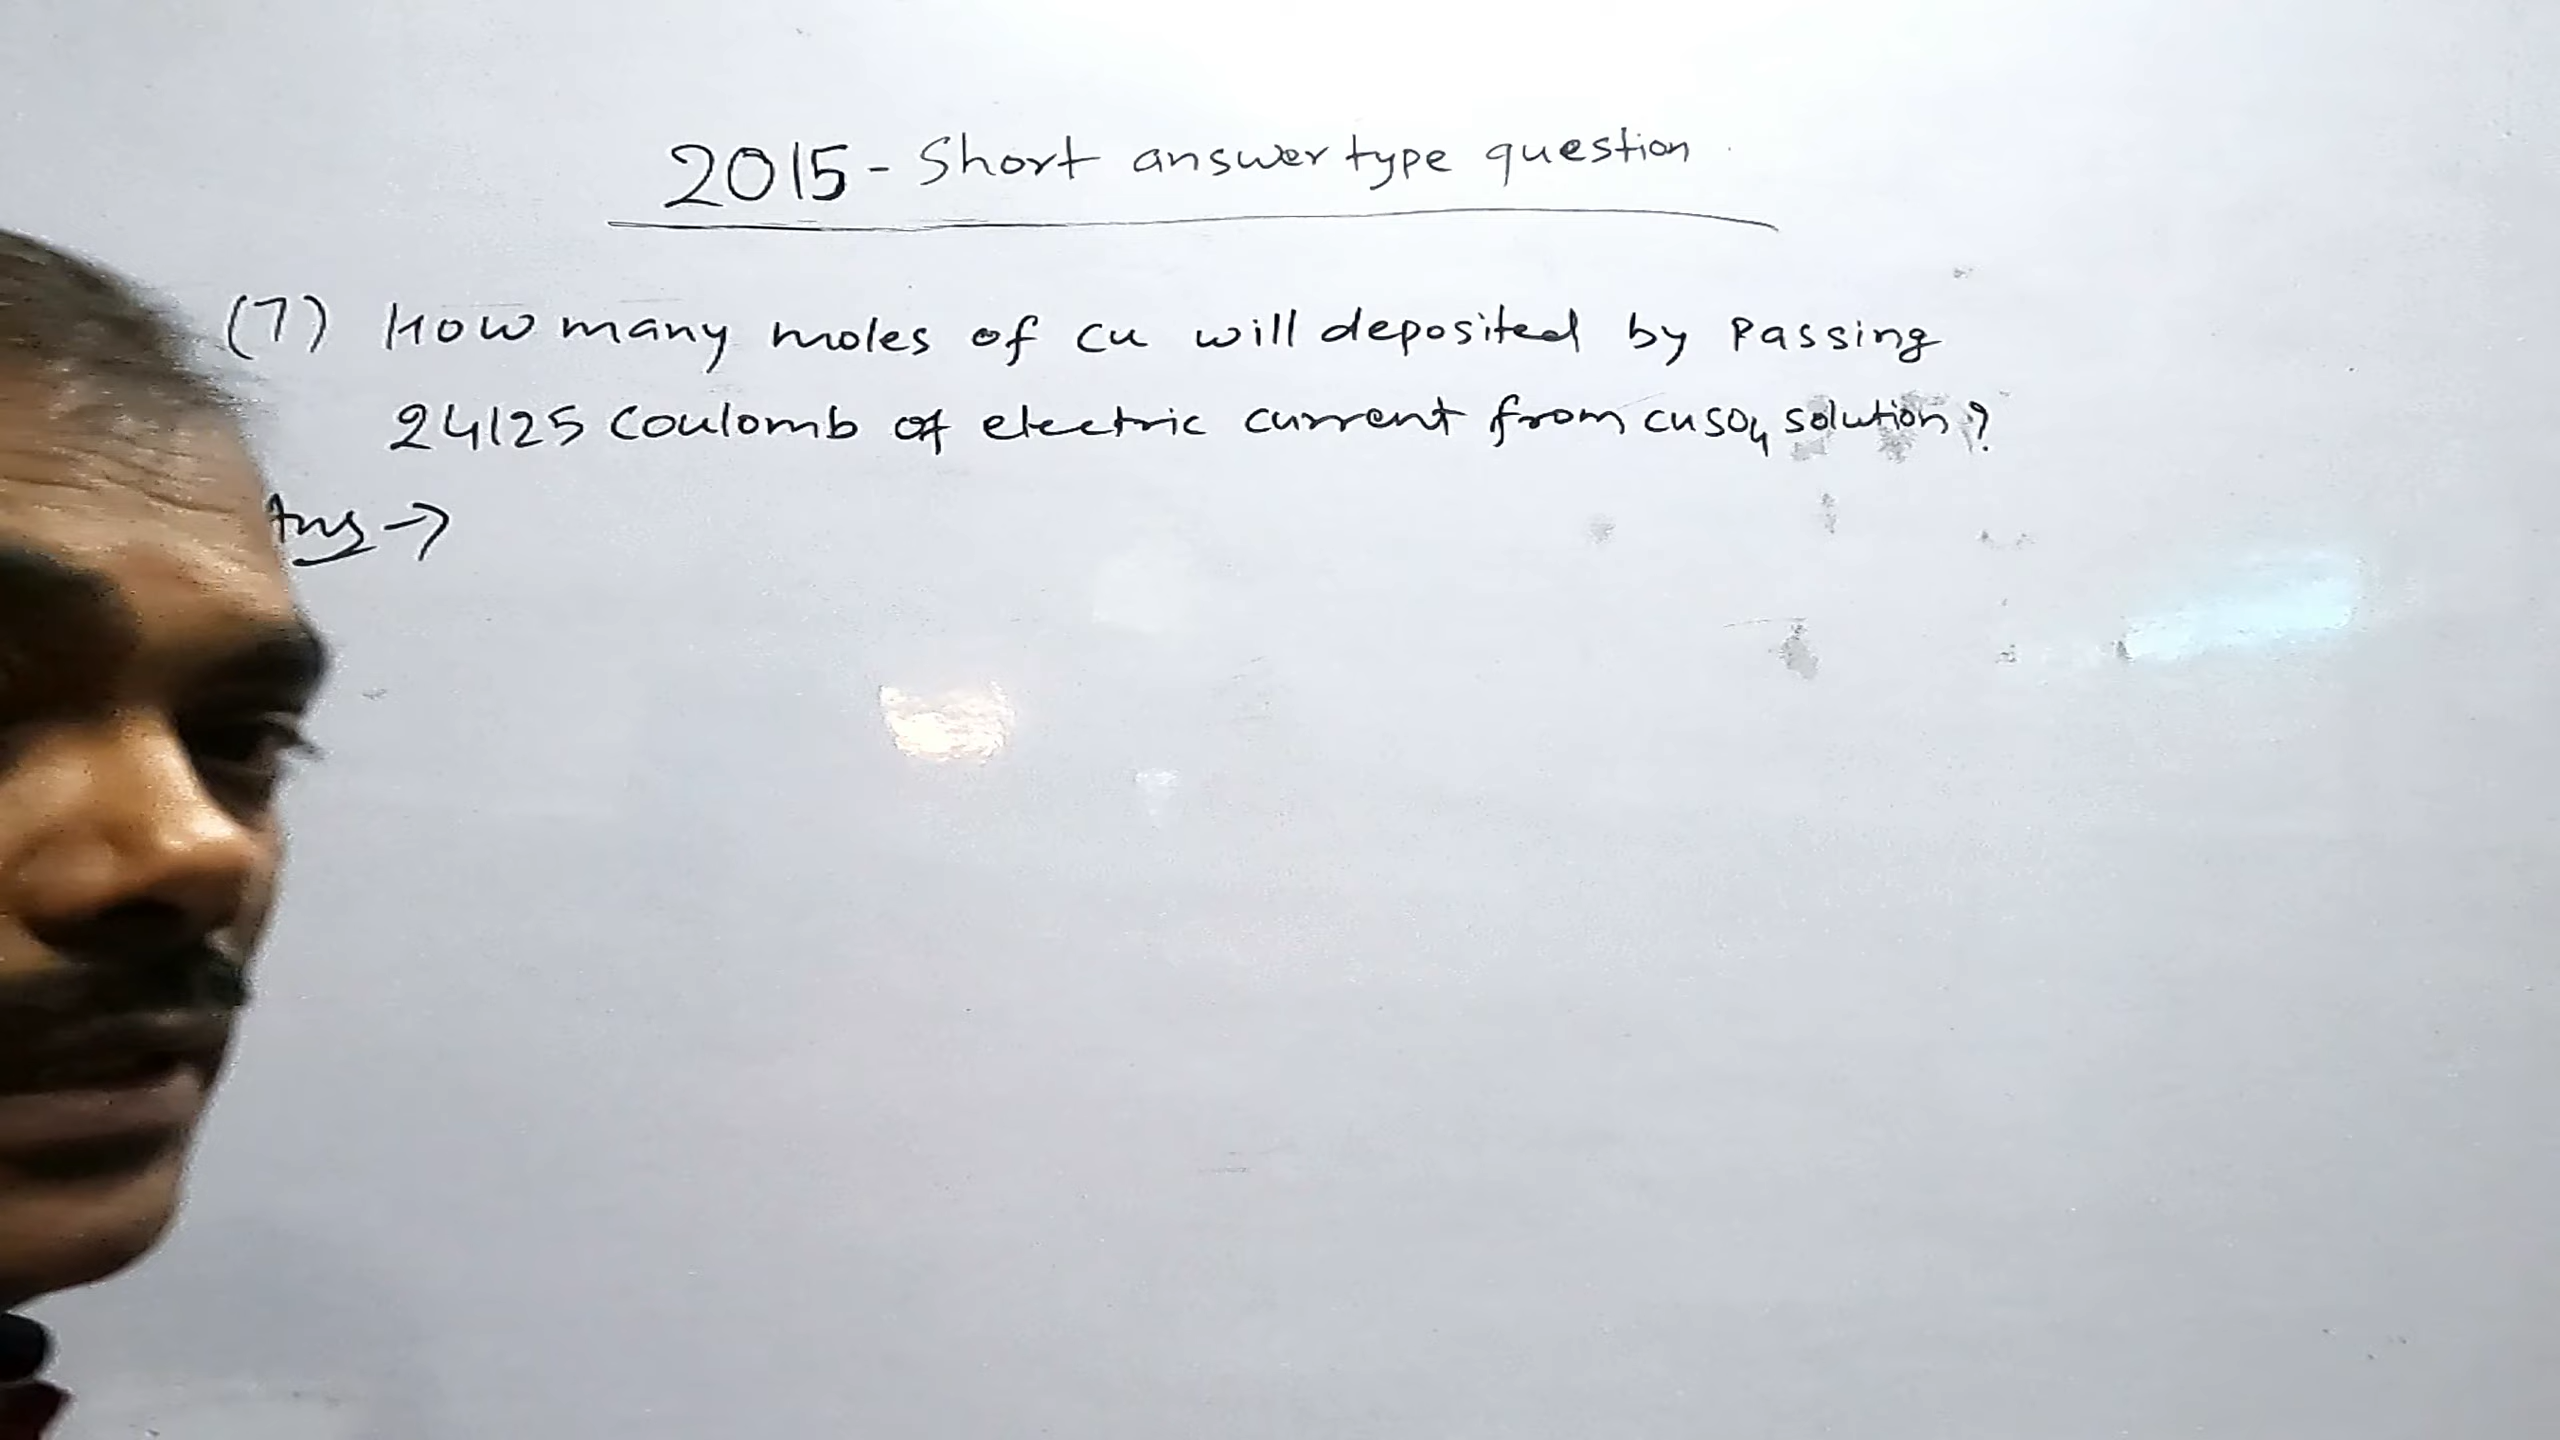 2015 - Short answer type question
(7) How many moles of cu will deposited by Passing
24125 Coulomb of electric current from cuso4 solution?
Ans →